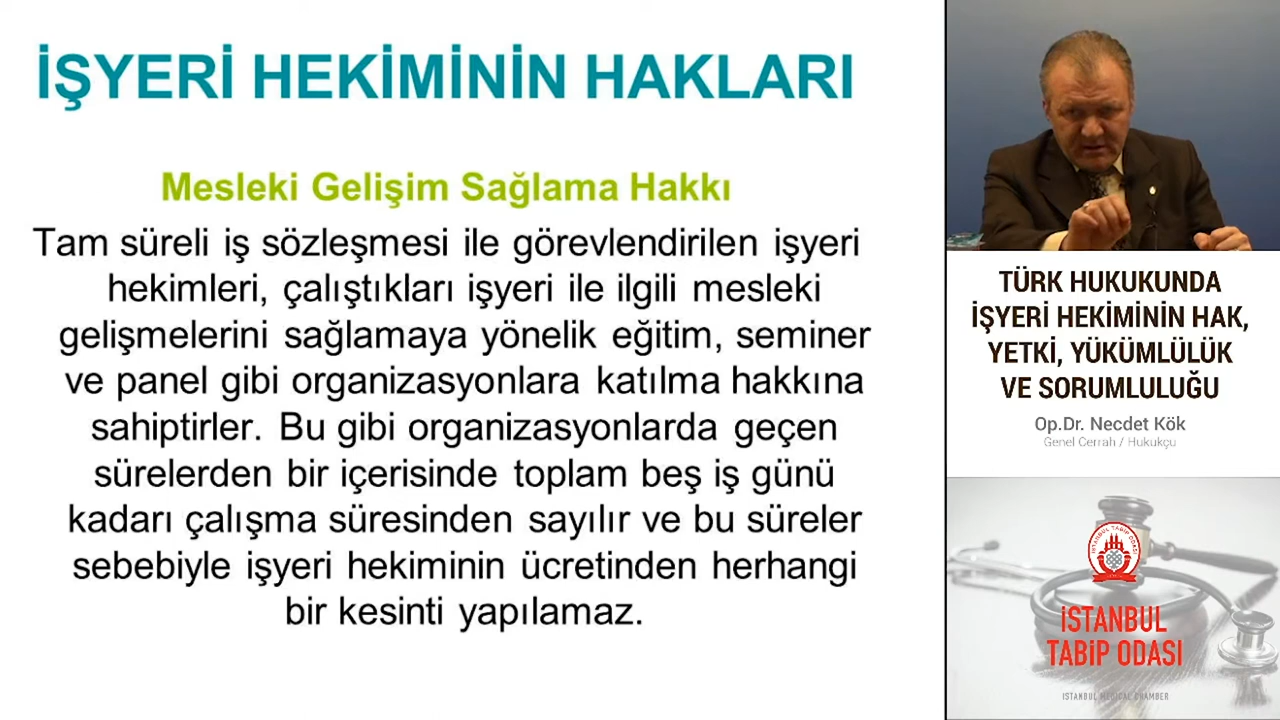 İŞYERİ HEKİMİNİN HAKLARI
Mesleki Gelişim Sağlama Hakkı
Tam süreli iş sözleşmesi ile görevlendirilen işyeri
hekimleri, çalıştıkları işyeri ile ilgili mesleki
gelişmelerini sağlamaya yönelik eğitim, seminer
ve panel gibi organizasyonlara katılma hakkına
sahiptirler. Bu gibi organizasyonlarda geçen
sürelerden bir içerisinde toplam beş iş günü
kadarı çalışma süresinden sayılır ve bu süreler
sebebiyle işyeri hekiminin ücretinden herhangi
bir kesinti yapılamaz.
TÜRK HUKUKUNDA
İŞYERİ HEKİMİNİN HAK,
YETKİ, YÜKÜMLÜLÜK
VE SORUMLULUĞU
Op.Dr. Necdet Kök
Genel Cerrah / Hukukçu
İSTANBUL TABİP ODASI
İSTANBUL
TABİP ODASI
ISTANBUL MEDICAL CHAMBER